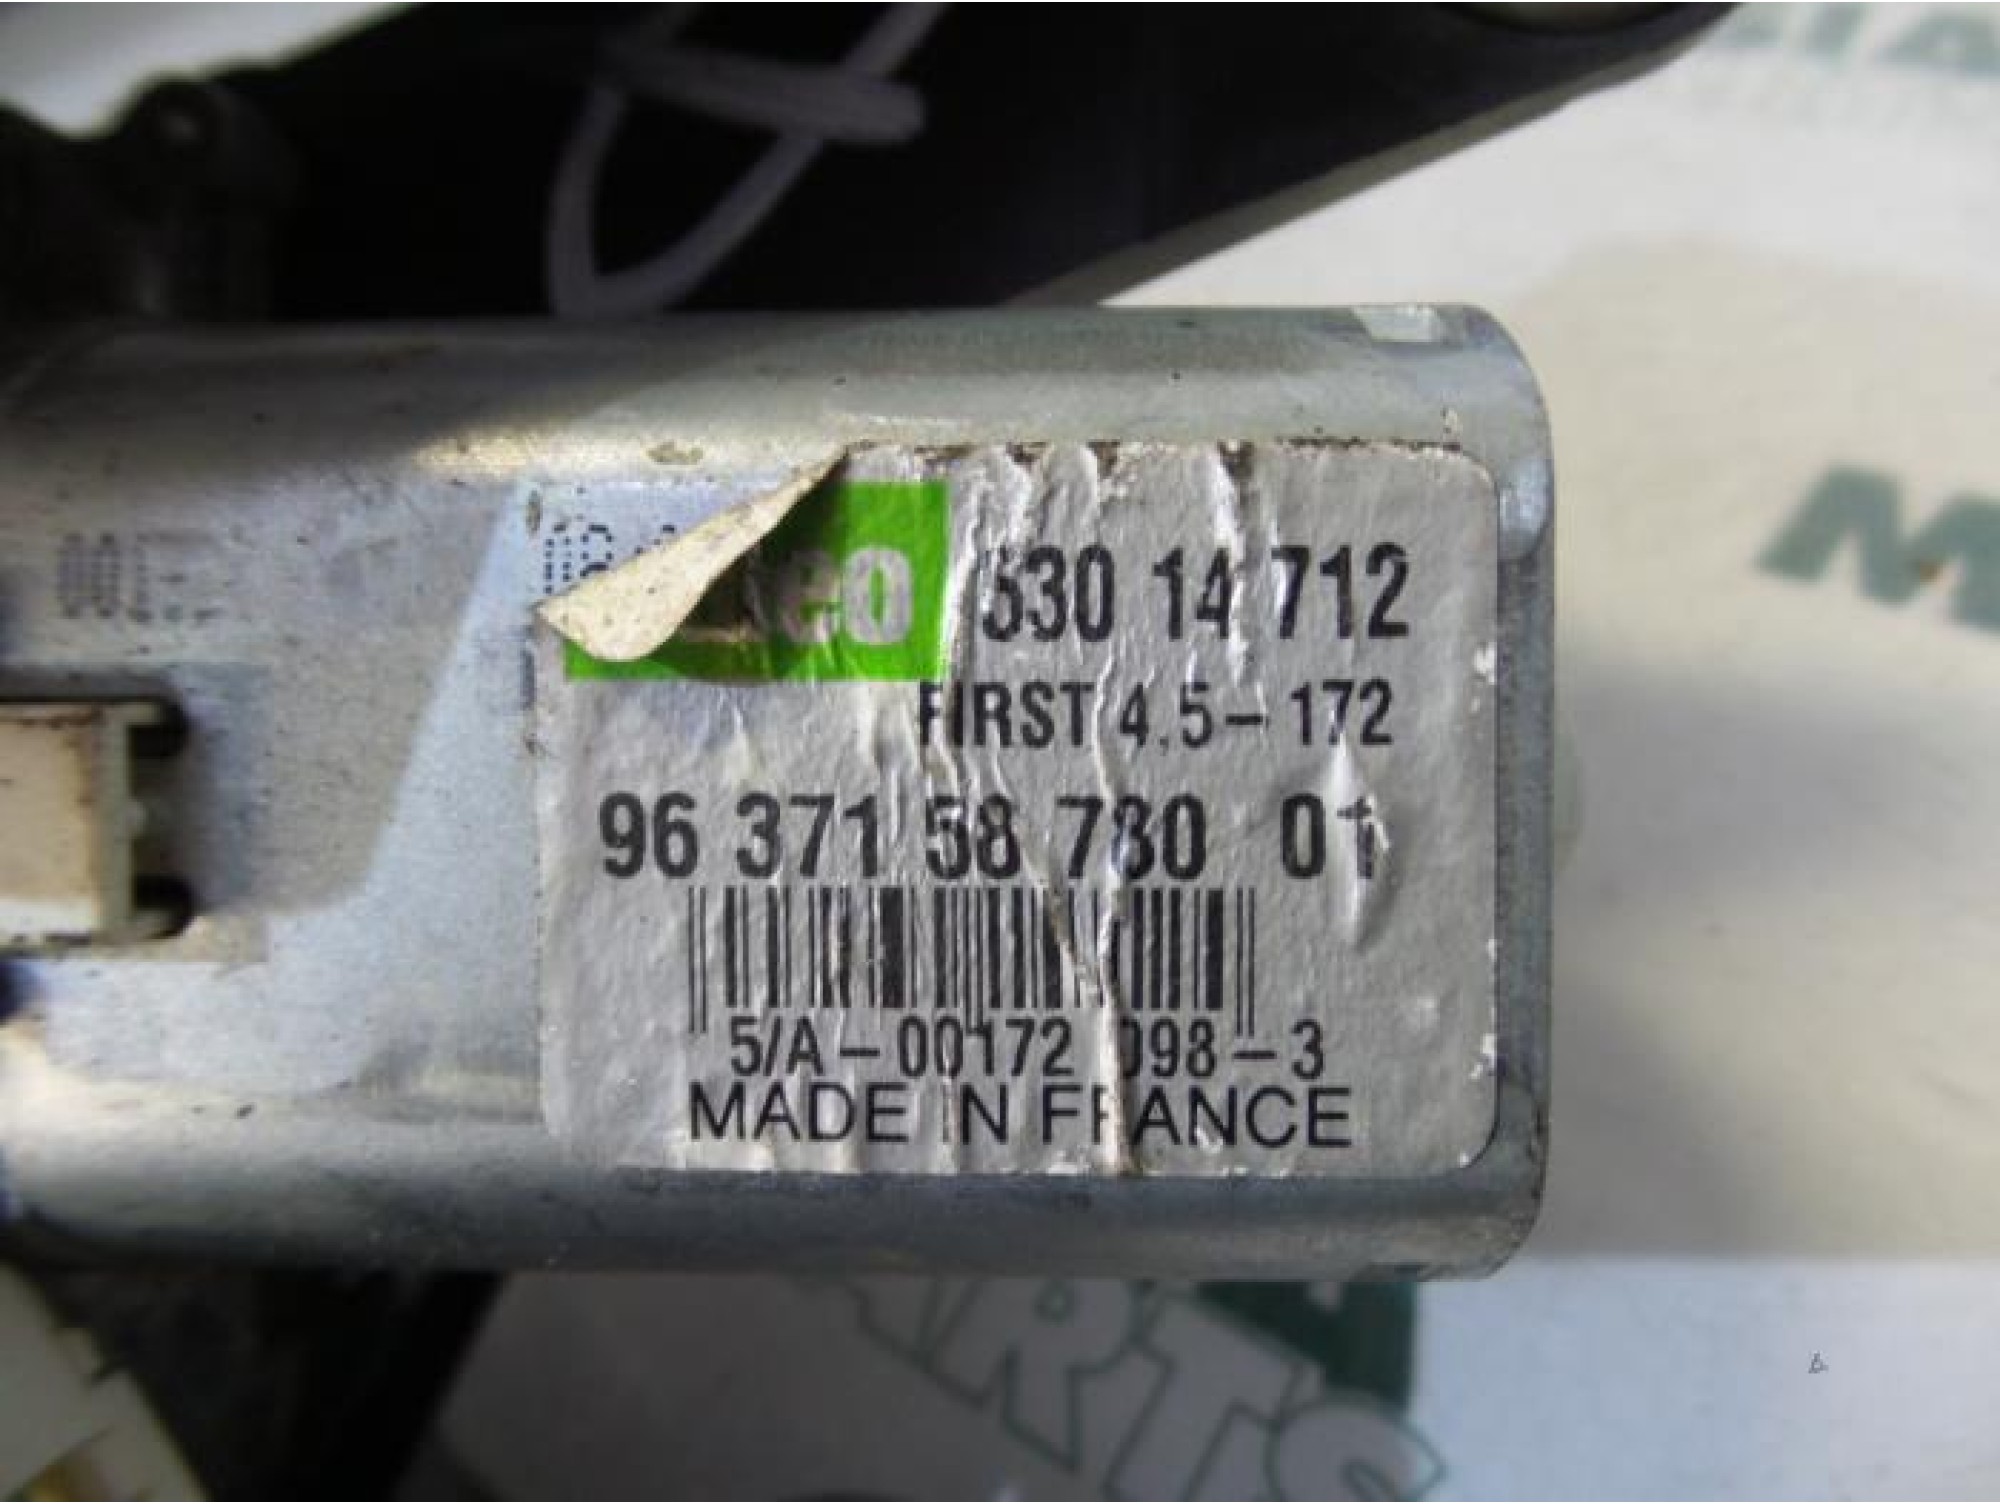 530 14 712
FIRST 4.5-172
96 371 58 780 01
5/A-00172 098-3
MADE IN FRANCE